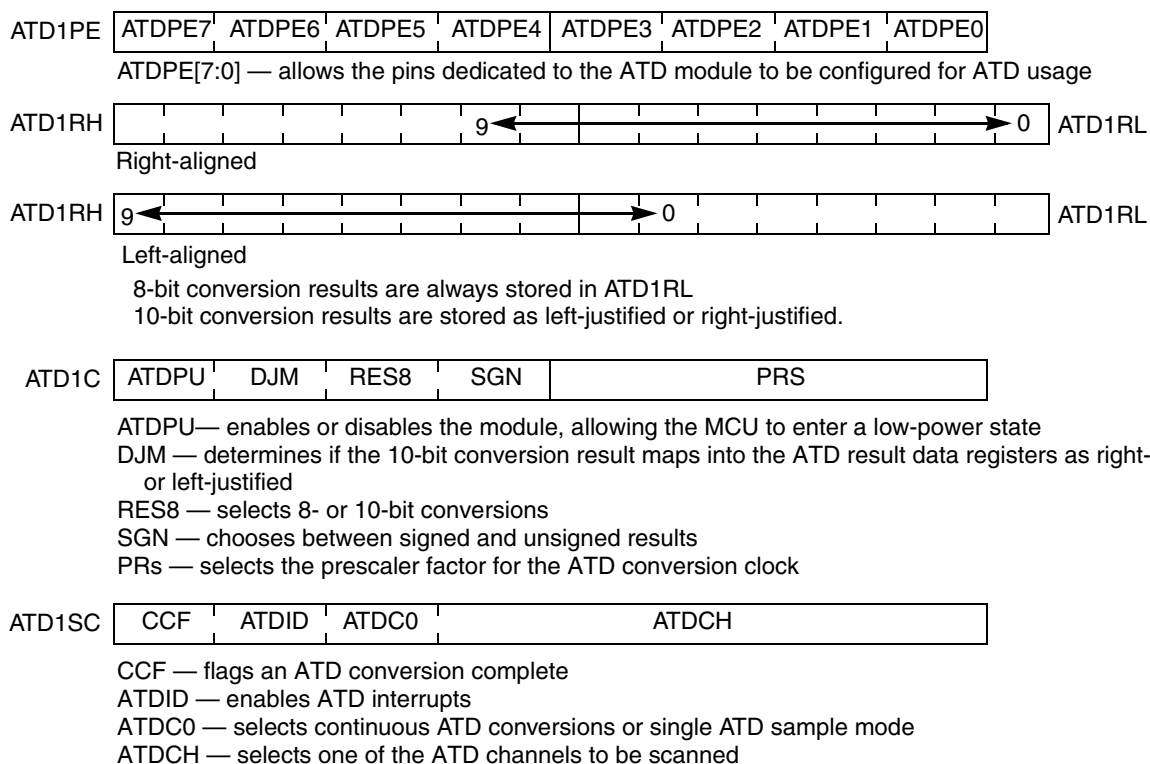 ATD1PE ATDPE7 ATDPE6 ATDPE5 ATDPE4 ATDPE3 ATDPE2 ATDPE1 ATDPE0
ATDPE[7:0] — allows the pins dedicated to the ATD module to be configured for ATD usage
ATD1RH 9 0 ATD1RL
Right-aligned
ATD1RH 9 0 ATD1RL
Left-aligned
8-bit conversion results are always stored in ATD1RL
10-bit conversion results are stored as left-justified or right-justified.
ATD1C ATDPU DJM RES8 SGN PRS
ATDPU— enables or disables the module, allowing the MCU to enter a low-power state
DJM — determines if the 10-bit conversion result maps into the ATD result data registers as right-
or left-justified
RES8 — selects 8- or 10-bit conversions
SGN — chooses between signed and unsigned results
PRs — selects the prescaler factor for the ATD conversion clock
ATD1SC CCF ATDID ATDC0 ATDCH
CCF — flags an ATD conversion complete
ATDID — enables ATD interrupts
ATDC0 — selects continuous ATD conversions or single ATD sample mode
ATDCH — selects one of the ATD channels to be scanned